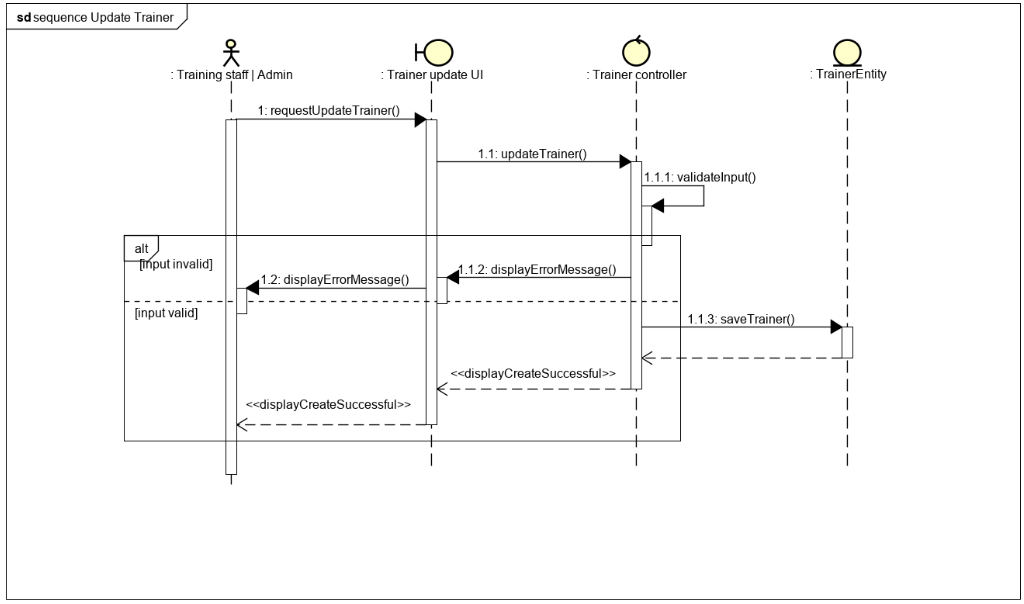 sd sequence Update Trainer
: Training staff | Admin
: Trainer update UI
: Trainer controller
: TrainerEntity
1: requestUpdateTrainer()
1.1: updateTrainer()
1.1.1: validateInput()
alt
[input invalid]
1.2: displayErrorMessage()
1.1.2: displayErrorMessage()
[input valid]
1.1.3: saveTrainer()
<<displayCreateSuccessful>>
<<displayCreateSuccessful>>